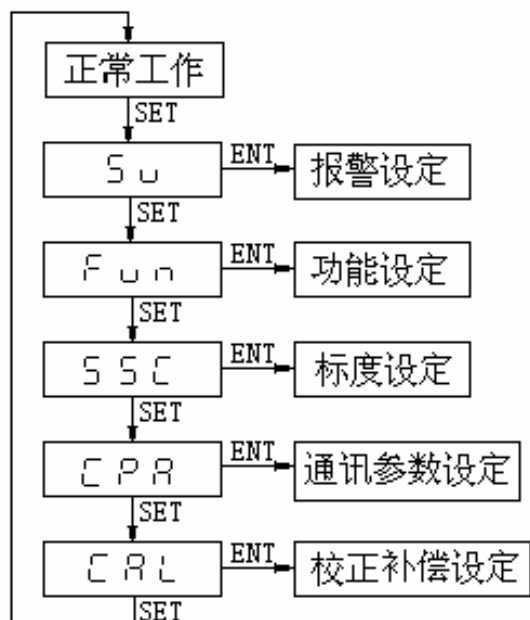 正常工作
SET
Su ENT 报警设定
SET
Fun ENT 功能设定
SET
SSC ENT 标度设定
SET
CPA ENT 通讯参数设定
SET
CAL ENT 校正补偿设定
SET